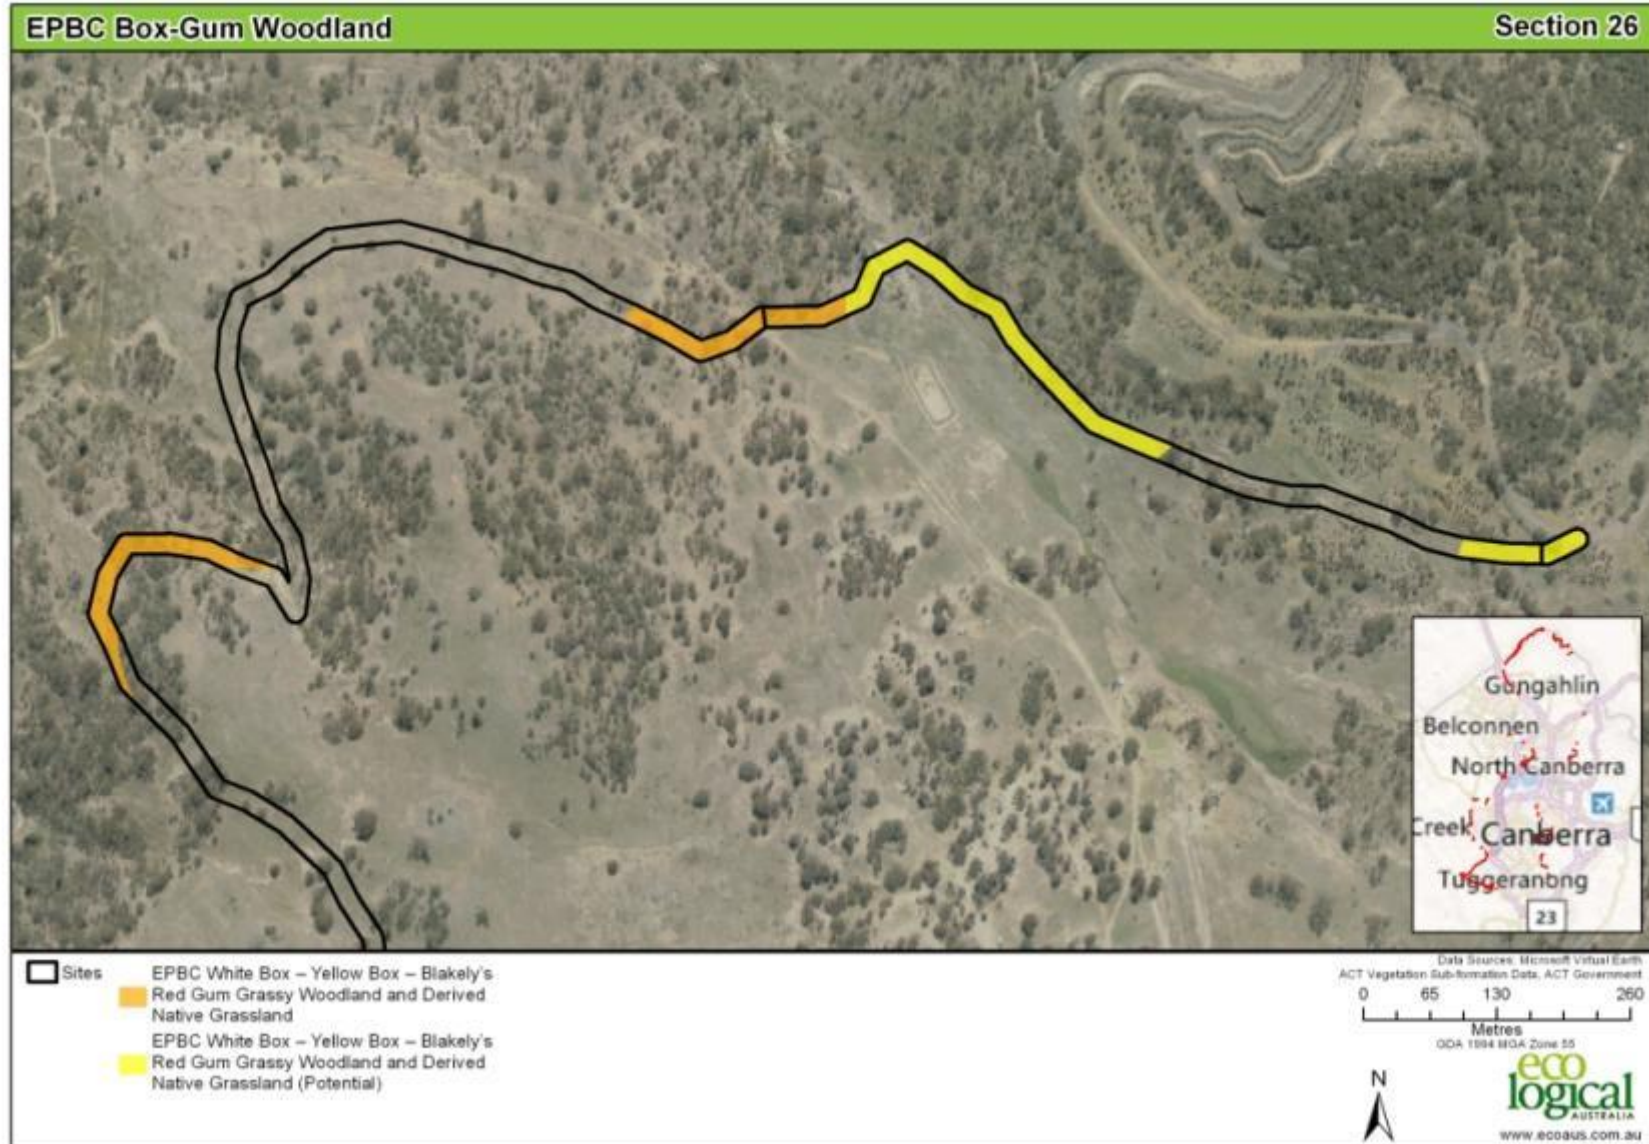 EPBC Box-Gum Woodland
Section 26
Gungahlin
Belconnen
North Canberra
Creek
Canberra
Tuggeranong
23
Sites
EPBC White Box – Yellow Box – Blakely's
Red Gum Grassy Woodland and Derived
Native Grassland
EPBC White Box – Yellow Box – Blakely's
Red Gum Grassy Woodland and Derived
Native Grassland (Potential)
Data Sources: Microsoft Virtual Earth
ACT Vegetation Sub-formation Data, ACT Government
0 65 130 260
Metres
GDA 1994 MGA Zone 55
N
eco
logical
AUSTRALIA
www.ecoaus.com.au